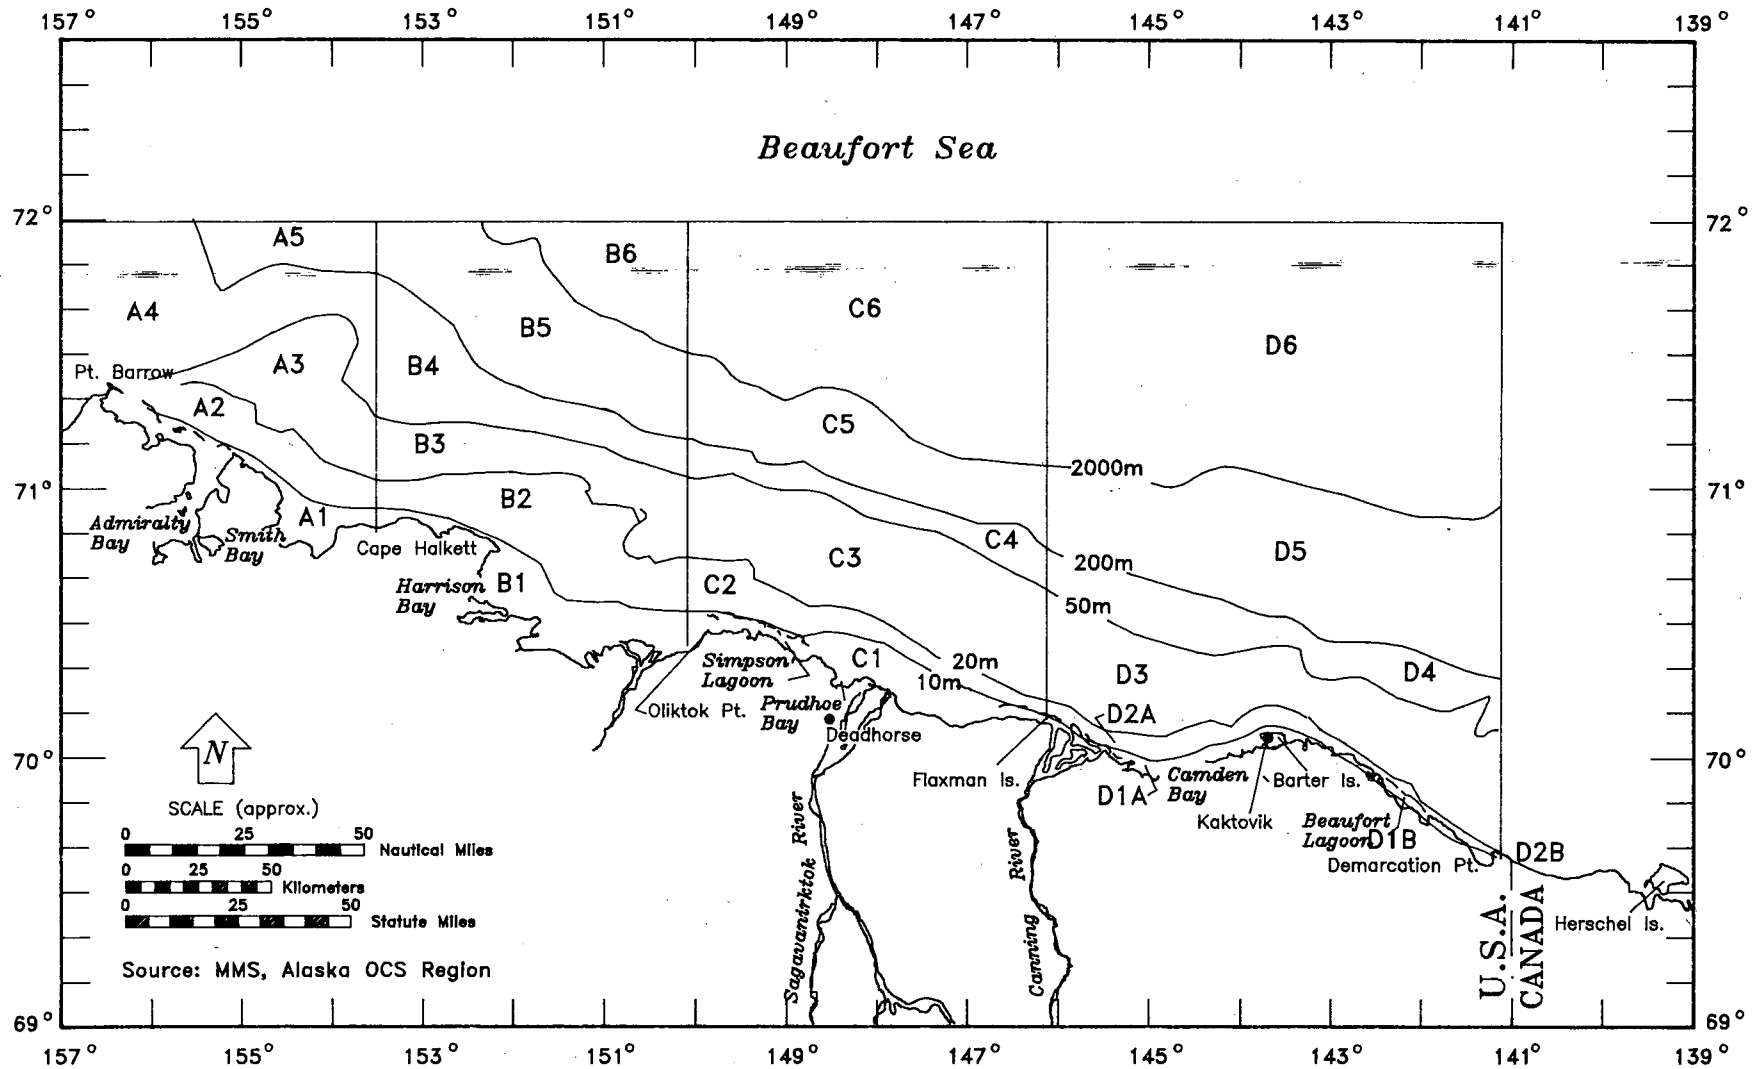 157° 155° 153° 151° 149° 147° 145° 143° 141° 139°
Beaufort Sea
72° 72°
A5
B6
A4
C6
B5
D6
A3
B4
Pt. Barrow
A2
C5
B3
2000m
71° 71°
B2
A1
Admiralty
Bay
Smith
Bay
Cape Halkett
C4
D5
C3
200m
Harrison
Bay
B1
C2
50m
Simpson
Lagoon
C1
20m
10m
D3
D4
Oliktok Pt.
Prudhoe
Bay
D2A
Deadhorse
N
70° 70°
Flaxman Is.
Camden
Bay
Barter Is.
D1A
SCALE (approx.)
Kaktovik
Beaufort
Lagoon
D1B
0 25 50
Nautical Miles
D2B
Demarcation Pt.
0 25 50
Kilometers
0 25 50
Statute Miles
Sagavanirktok River
Canning River
U.S.A.
CANADA
Herschel Is.
Source: MMS, Alaska OCS Region
69° 69°
157° 155° 153° 151° 149° 147° 145° 143° 141° 139°